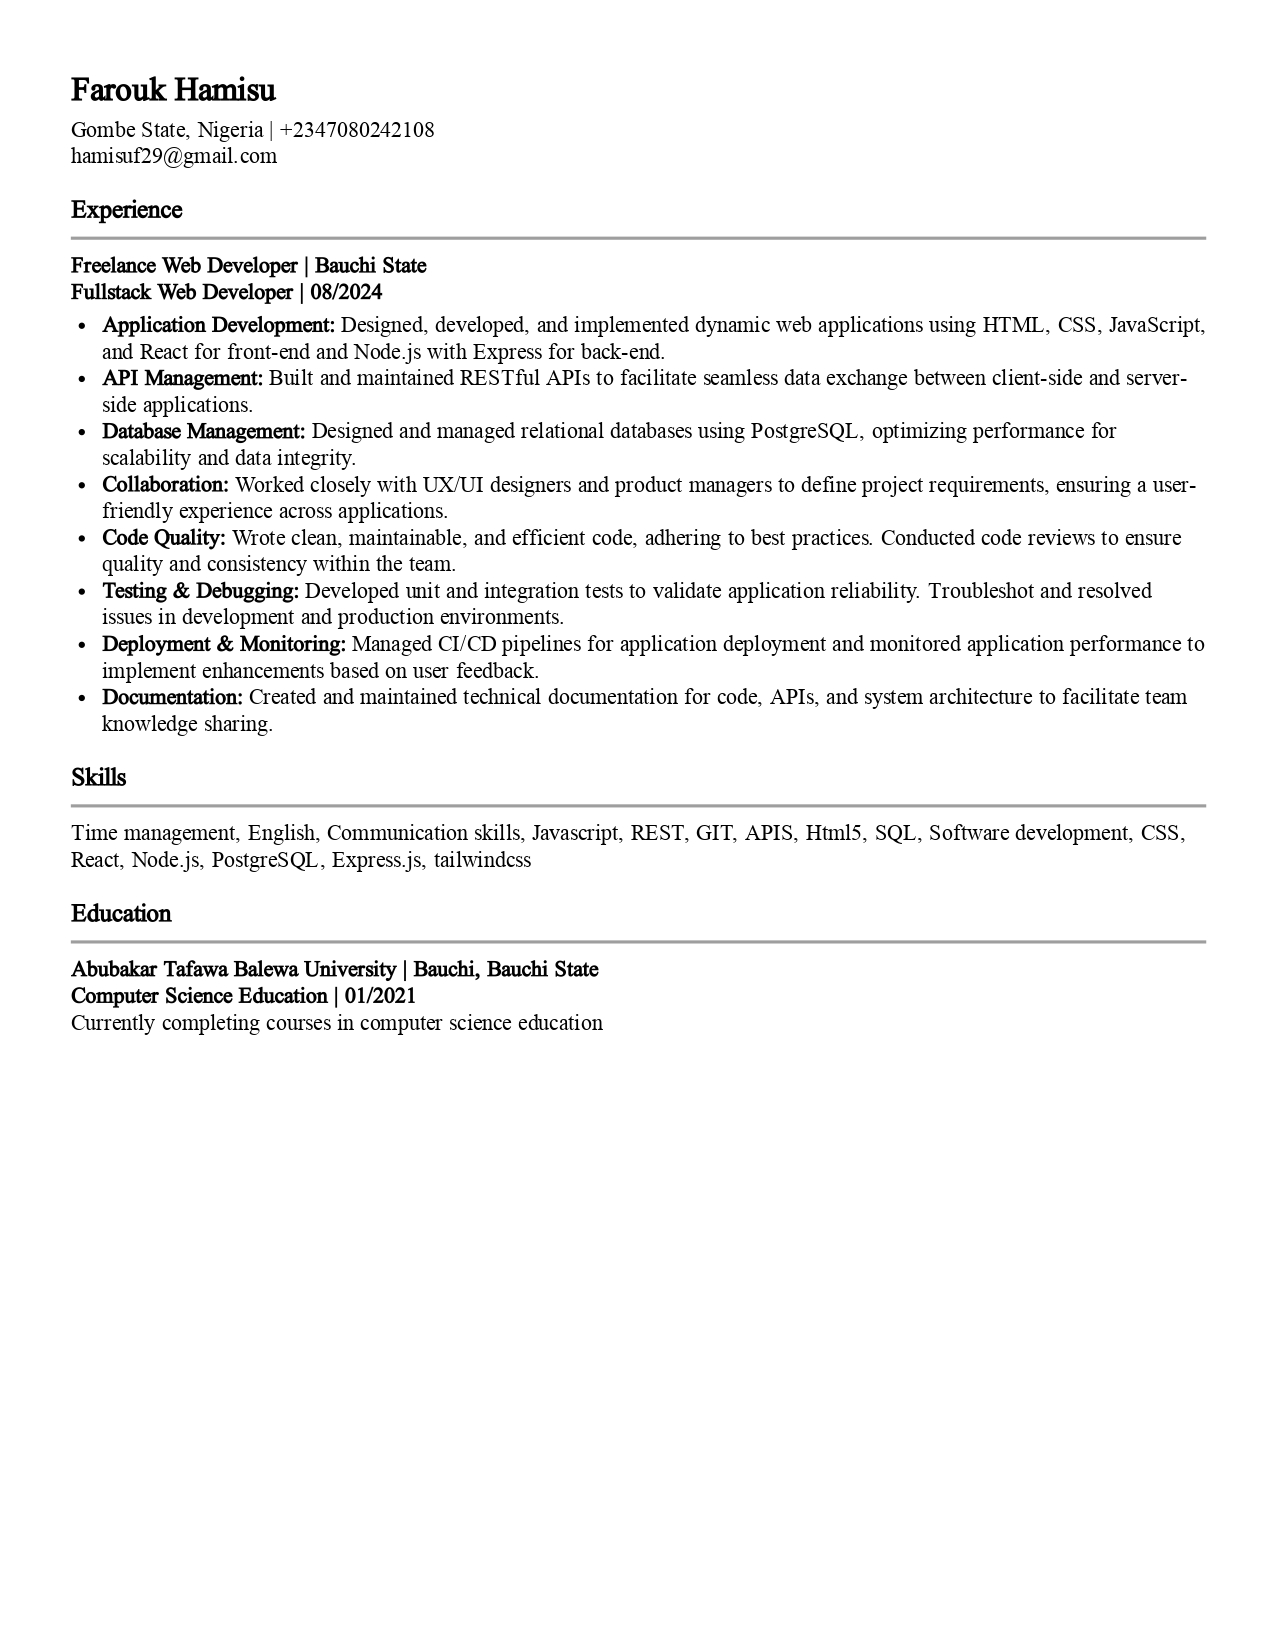 Farouk Hamisu
Gombe State, Nigeria | +2347080242108
hamisuf29@gmail.com
Experience
Freelance Web Developer | Bauchi State
Fullstack Web Developer | 08/2024
• Application Development: Designed, developed, and implemented dynamic web applications using HTML, CSS, JavaScript,
and React for front-end and Node.js with Express for back-end.
• API Management: Built and maintained RESTful APIs to facilitate seamless data exchange between client-side and server-
side applications.
• Database Management: Designed and managed relational databases using PostgreSQL, optimizing performance for
scalability and data integrity.
• Collaboration: Worked closely with UX/UI designers and product managers to define project requirements, ensuring a user-
friendly experience across applications.
• Code Quality: Wrote clean, maintainable, and efficient code, adhering to best practices. Conducted code reviews to ensure
quality and consistency within the team.
• Testing & Debugging: Developed unit and integration tests to validate application reliability. Troubleshot and resolved
issues in development and production environments.
• Deployment & Monitoring: Managed CI/CD pipelines for application deployment and monitored application performance to
implement enhancements based on user feedback.
• Documentation: Created and maintained technical documentation for code, APIs, and system architecture to facilitate team
knowledge sharing.
Skills
Time management, English, Communication skills, Javascript, REST, GIT, APIS, Html5, SQL, Software development, CSS,
React, Node.js, PostgreSQL, Express.js, tailwindcss
Education
Abubakar Tafawa Balewa University | Bauchi, Bauchi State
Computer Science Education | 01/2021
Currently completing courses in computer science education